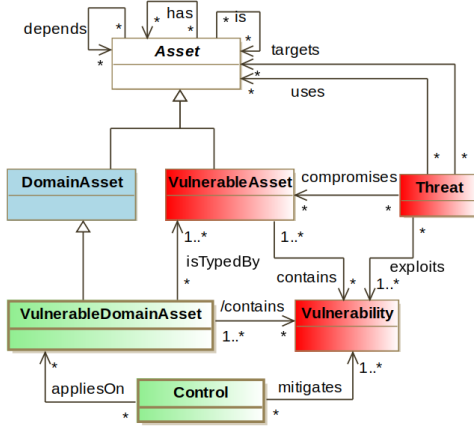 has
* is
depends
*
*
*
*
Asset
*
*
*
targets
uses
*
*
DomainAsset
VulnerableAsset
compromises
Threat
*
*
1..*
1..*
*
isTypedBy
contains
exploits
*
*
1..*
VulnerableDomainAsset
/contains
Vulnerability
1..*
*
*
1..*
appliesOn
Control
mitigates
*
*